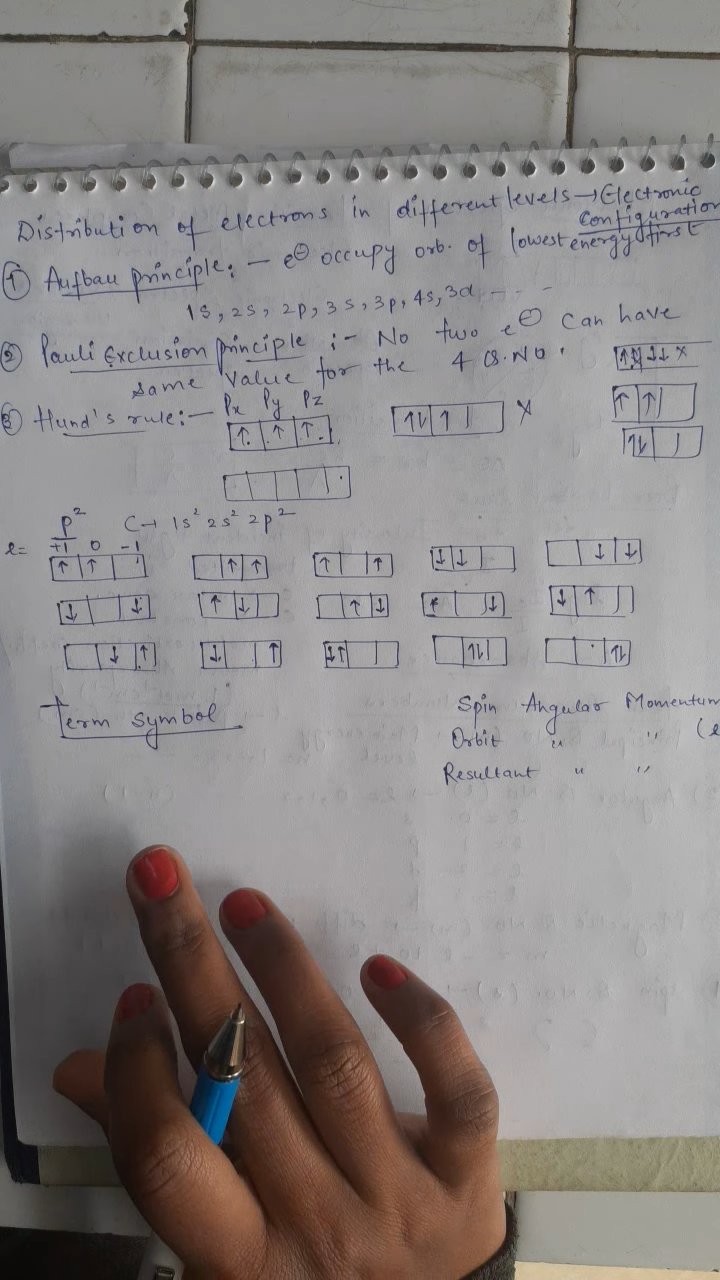 Distribution of electrons in different levels → Electronic
Configuration
① Aufbau principle :- e⊖ occupy orb. of lowest energy first
1s, 2s, 2p, 3s, 3p, 4s, 3d - - - -
② Pauli Exclusion principle :- No two e⊖ Can have
same value for the 4 Q.NO.
↑↓ ↓↓ ×
③ Hund's rule :- Px Py Pz
↑ ↑ ↑
↑↓ ↑ ×
↑ ↑
↑↓
p² C → 1s² 2s² 2p²
l= +1 0 -1
↑ ↑
↑ ↑
↑ ↑
↓ ↓
↓ ↓
↓ ↓
↑ ↓
↑ ↓
↑ ↓
↓ ↑
↓ ↑
↓ ↑
↓↑
↑↓
↑↓
Term symbol
Spin Angular Momentum
Orbit " " (
Resultant " "